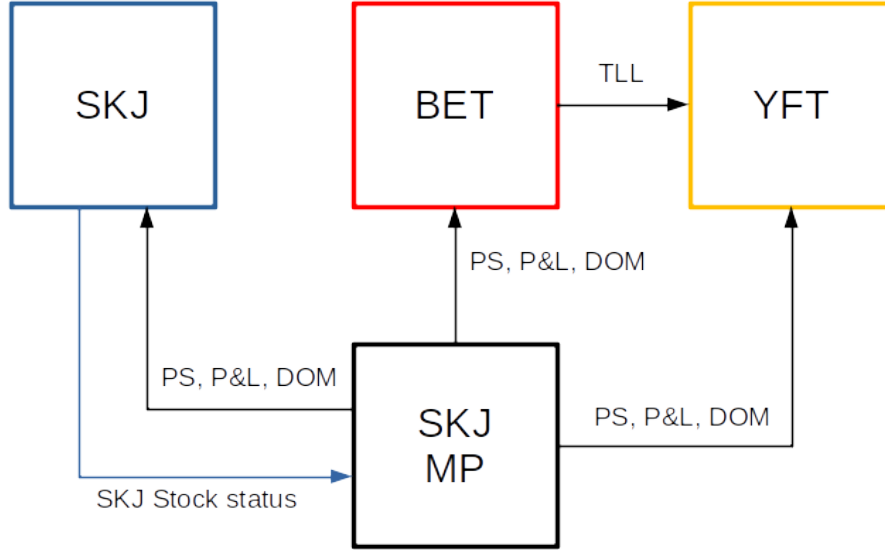 SKJ
BET
TLL
YFT
PS, P&L, DOM
PS, P&L, DOM
SKJ
MP
PS, P&L, DOM
SKJ Stock status